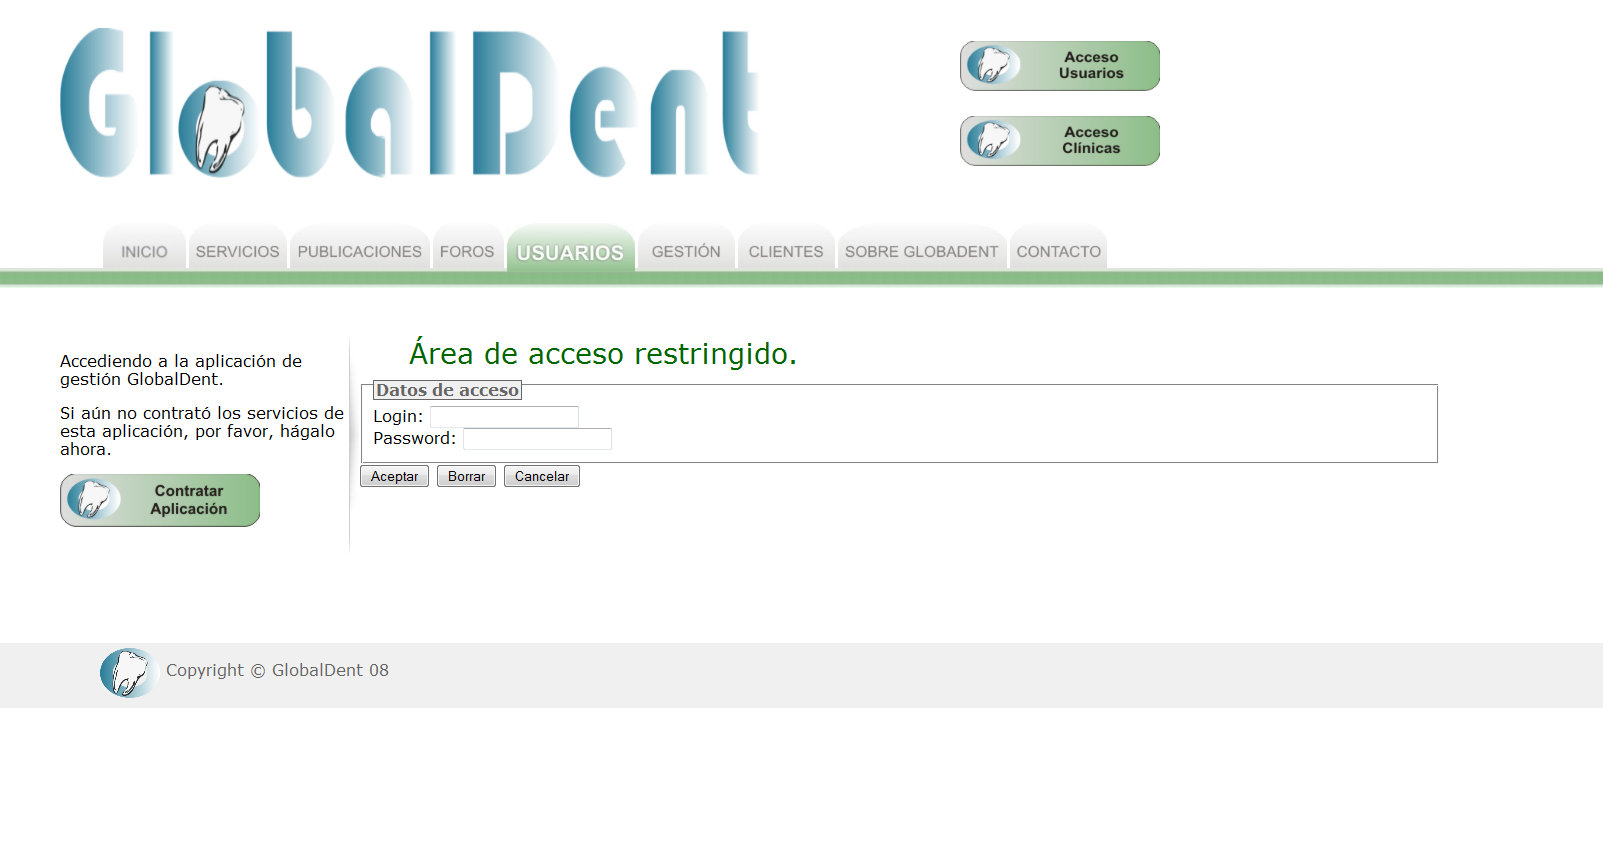 GlobalDent
Acceso
Usuarios
Acceso
Clínicas
INICIO SERVICIOS PUBLICACIONES FOROS USUARIOS GESTIÓN CLIENTES SOBRE GLOBADENT CONTACTO
Accediendo a la aplicación de
gestión GlobalDent.
Si aún no contrató los servicios de
esta aplicación, por favor, hágalo
ahora.
Contratar
Aplicación
Área de acceso restringido.
Datos de acceso
Login:
Password:
Aceptar Borrar Cancelar
Copyright © GlobalDent 08